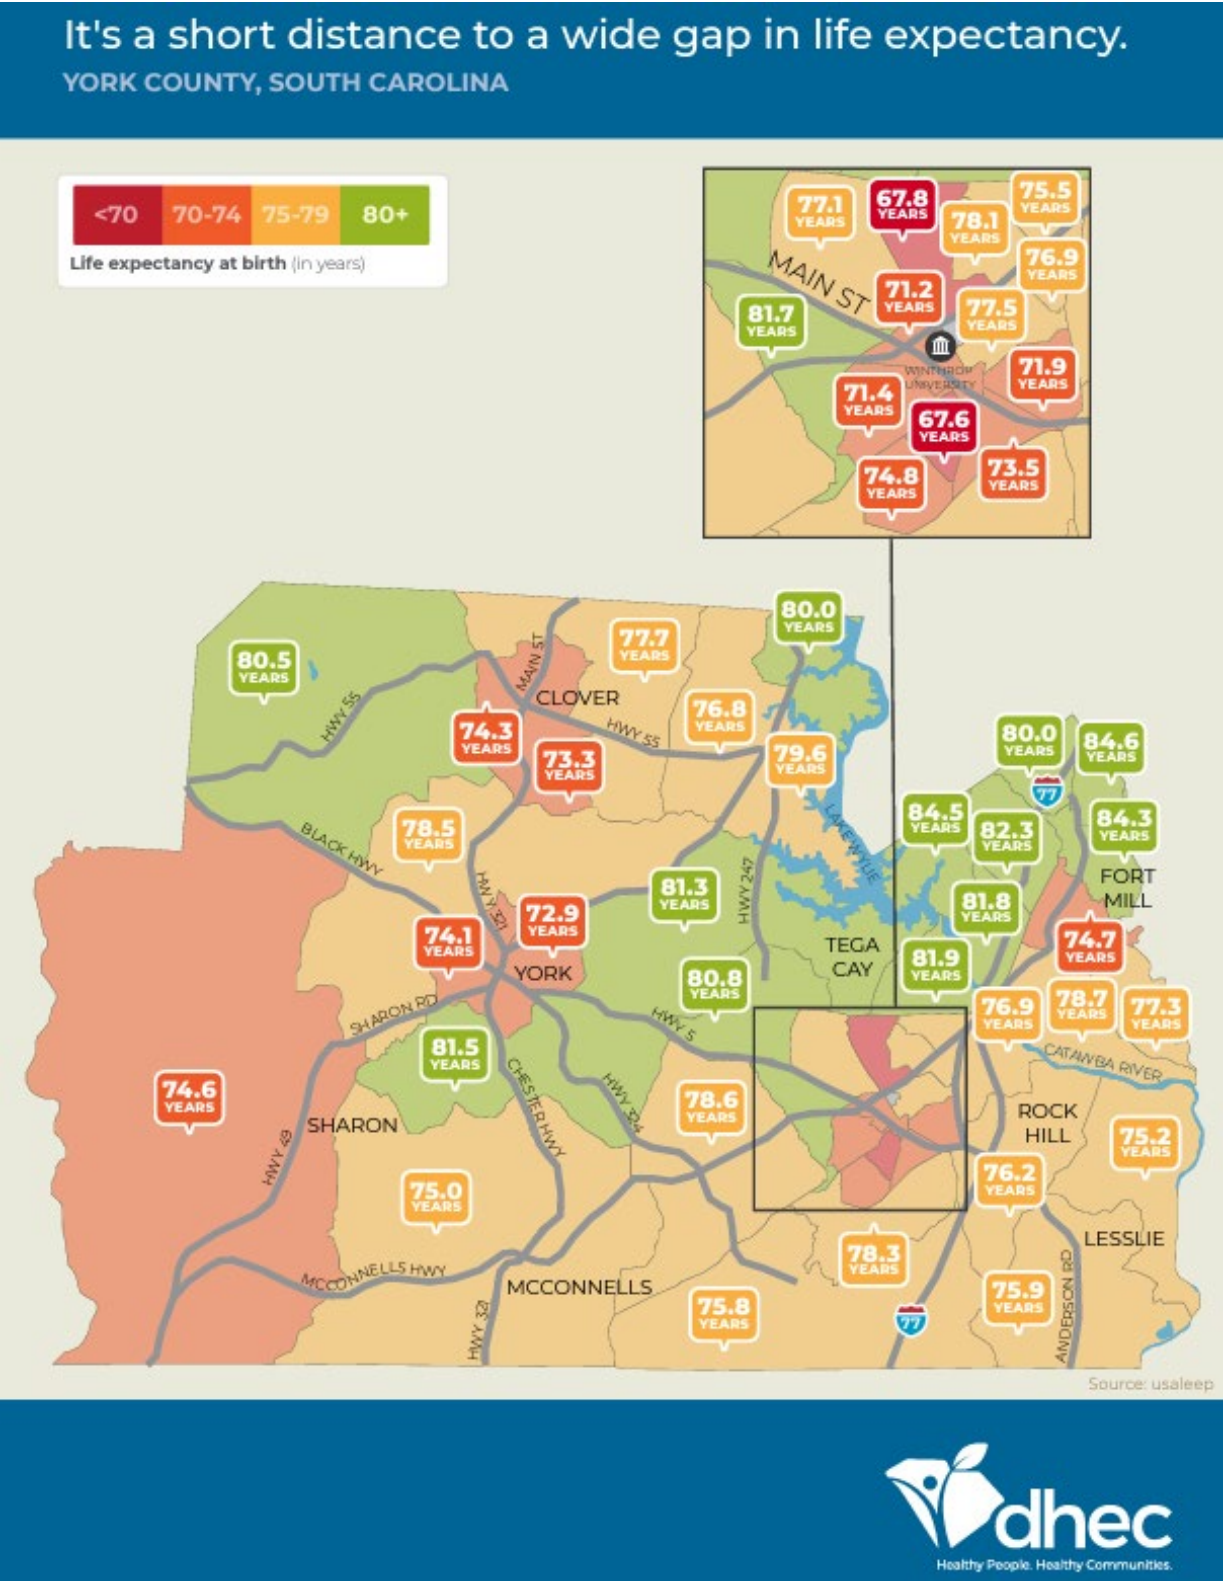 It's a short distance to a wide gap in life expectancy.
YORK COUNTY, SOUTH CAROLINA
<70 70-74 75-79 80+
Life expectancy at birth (in years)
77.1
YEARS
67.8
YEARS
78.1
YEARS
75.5
YEARS
76.9
YEARS
MAIN ST
71.2
YEARS
77.5
YEARS
81.7
YEARS
WINTHROP
UNIVERSITY
71.9
YEARS
71.4
YEARS
67.6
YEARS
74.8
YEARS
73.5
YEARS
80.0
YEARS
77.7
YEARS
80.5
YEARS
MAIN ST
CLOVER
HWY 55
76.8
YEARS
HWY 55
74.3
YEARS
73.3
YEARS
79.6
YEARS
80.0
YEARS
84.6
YEARS
77
84.5
YEARS
82.3
YEARS
84.3
YEARS
78.5
YEARS
BLACK HWY
LAKE WYLIE
FORT
MILL
HWY 321
81.3
YEARS
HWY 247
81.8
YEARS
72.9
YEARS
74.1
YEARS
74.7
YEARS
YORK
TEGA
CAY
81.9
YEARS
80.8
YEARS
SHARON RD
HWY 5
76.9
YEARS
78.7
YEARS
77.3
YEARS
81.5
YEARS
CATAWBA RIVER
CHESTER HWY
HWY 324
74.6
YEARS
78.6
YEARS
SHARON
ROCK
HILL
75.2
YEARS
HWY 49
75.0
YEARS
76.2
YEARS
LESSLIE
78.3
YEARS
MCCONNELLS HWY
MCCONNELLS
75.8
YEARS
75.9
YEARS
ANDERSON RD
HWY 321
77
Source: usaleep
dhec
Healthy People. Healthy Communities.